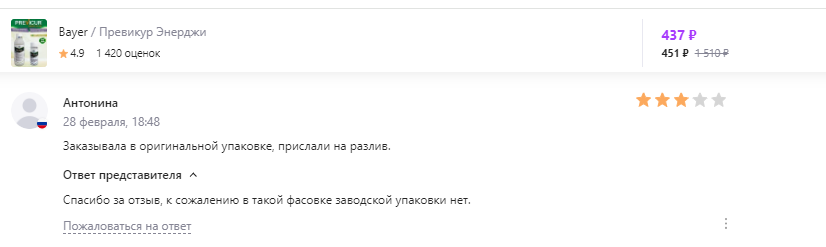 PREVICUR
Bayer / Превикур Энерджи
4.9 1 420 оценок
437 ₽
451 ₽ 1 510 ₽
Антонина
28 февраля, 18:48
Заказывала в оригинальной упаковке, прислали на разлив.
Ответ представителя
Спасибо за отзыв, к сожалению в такой фасовке заводской упаковки нет.
Пожаловаться на ответ